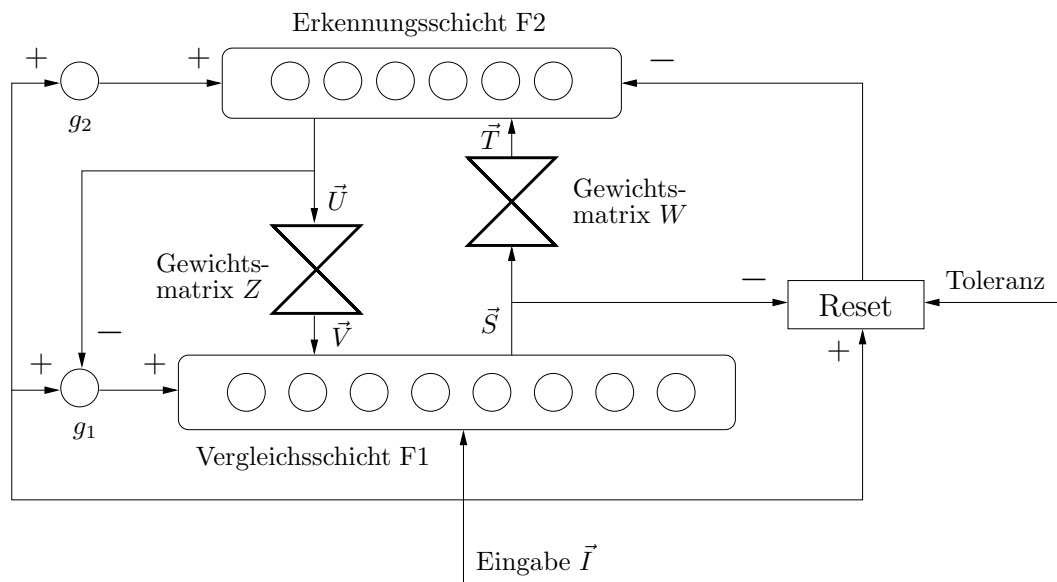 Erkennungsschicht F2
+
+
−
g₂
T⃗
U⃗
Gewichts-
matrix W
Gewichts-
matrix Z
−
Toleranz
Reset
S⃗
V⃗
−
+
+
+
g₁
Vergleichsschicht F1
Eingabe I⃗